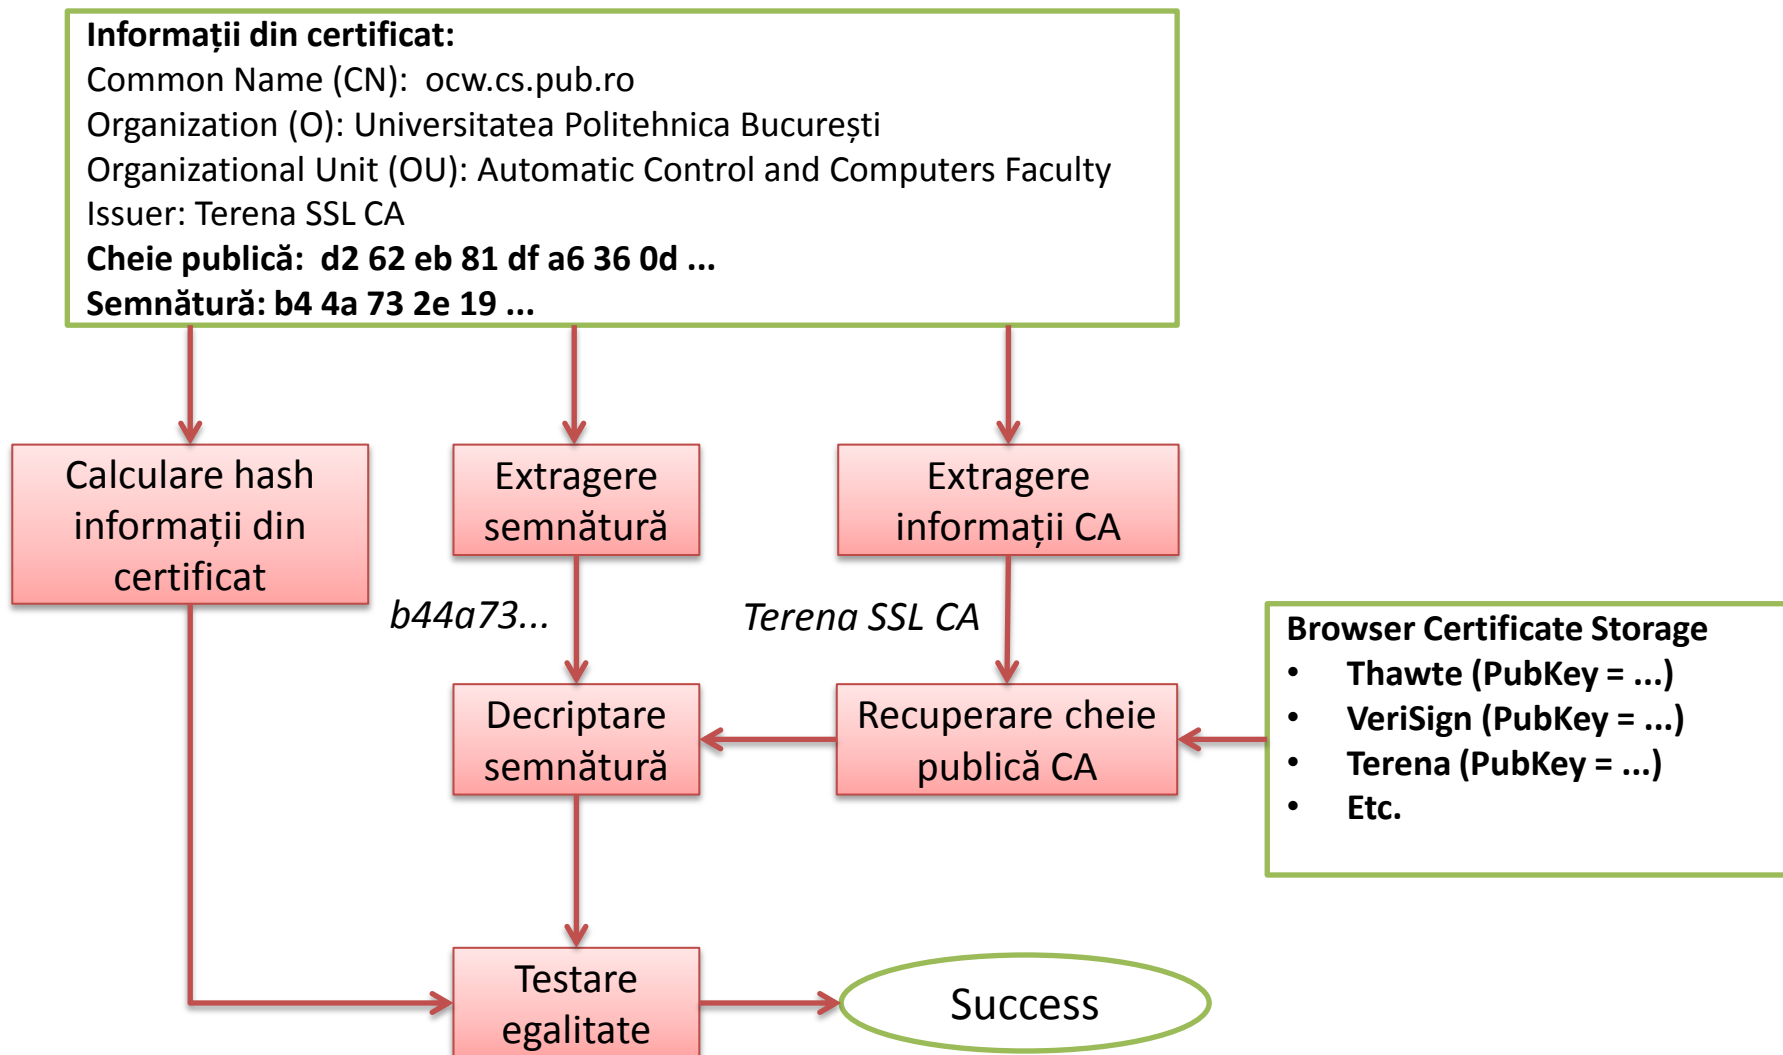 Informații din certificat:
Common Name (CN):  ocw.cs.pub.ro
Organization (O): Universitatea Politehnica București
Organizational Unit (OU): Automatic Control and Computers Faculty
Issuer: Terena SSL CA
Cheie publică:  d2 62 eb 81 df a6 36 0d ...
Semnătură: b4 4a 73 2e 19 ...
Calculare hash
informații din
certificat
Extragere
semnătură
Extragere
informații CA
b44a73...
Terena SSL CA
Decriptare
semnătură
Recuperare cheie
publică CA
Browser Certificate Storage
• Thawte (PubKey = ...)
• VeriSign (PubKey = ...)
• Terena (PubKey = ...)
• Etc.
Testare
egalitate
Success